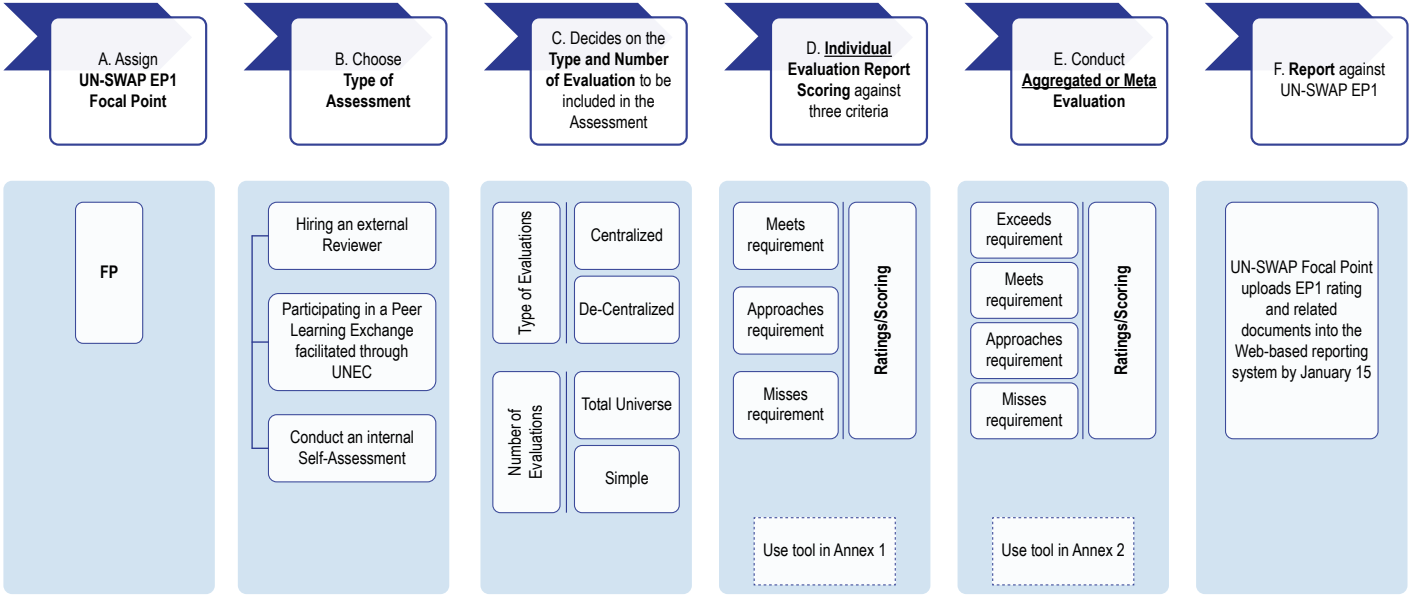 A. Assign
UN-SWAP EP1
Focal Point
B. Choose
Type of
Assessment
C. Decides on the
Type and Number
of Evaluation to be
included in the
Assessment
D. Individual
Evaluation Report
Scoring against
three criteria
E. Conduct
Aggregated or Meta
Evaluation
F. Report against
UN-SWAP EP1
FP
Hiring an external
Reviewer
Participating in a Peer
Learning Exchange
facilitated through
UNEC
Conduct an internal
Self-Assessment
Type of Evaluations
Centralized
De-Centralized
Number of
Evaluations
Total Universe
Simple
Meets
requirement
Approaches
requirement
Misses
requirement
Ratings/Scoring
Use tool in Annex 1
Exceeds
requirement
Meets
requirement
Approaches
requirement
Misses
requirement
Ratings/Scoring
Use tool in Annex 2
UN-SWAP Focal Point
uploads EP1 rating
and related
documents into the
Web-based reporting
system by January 15